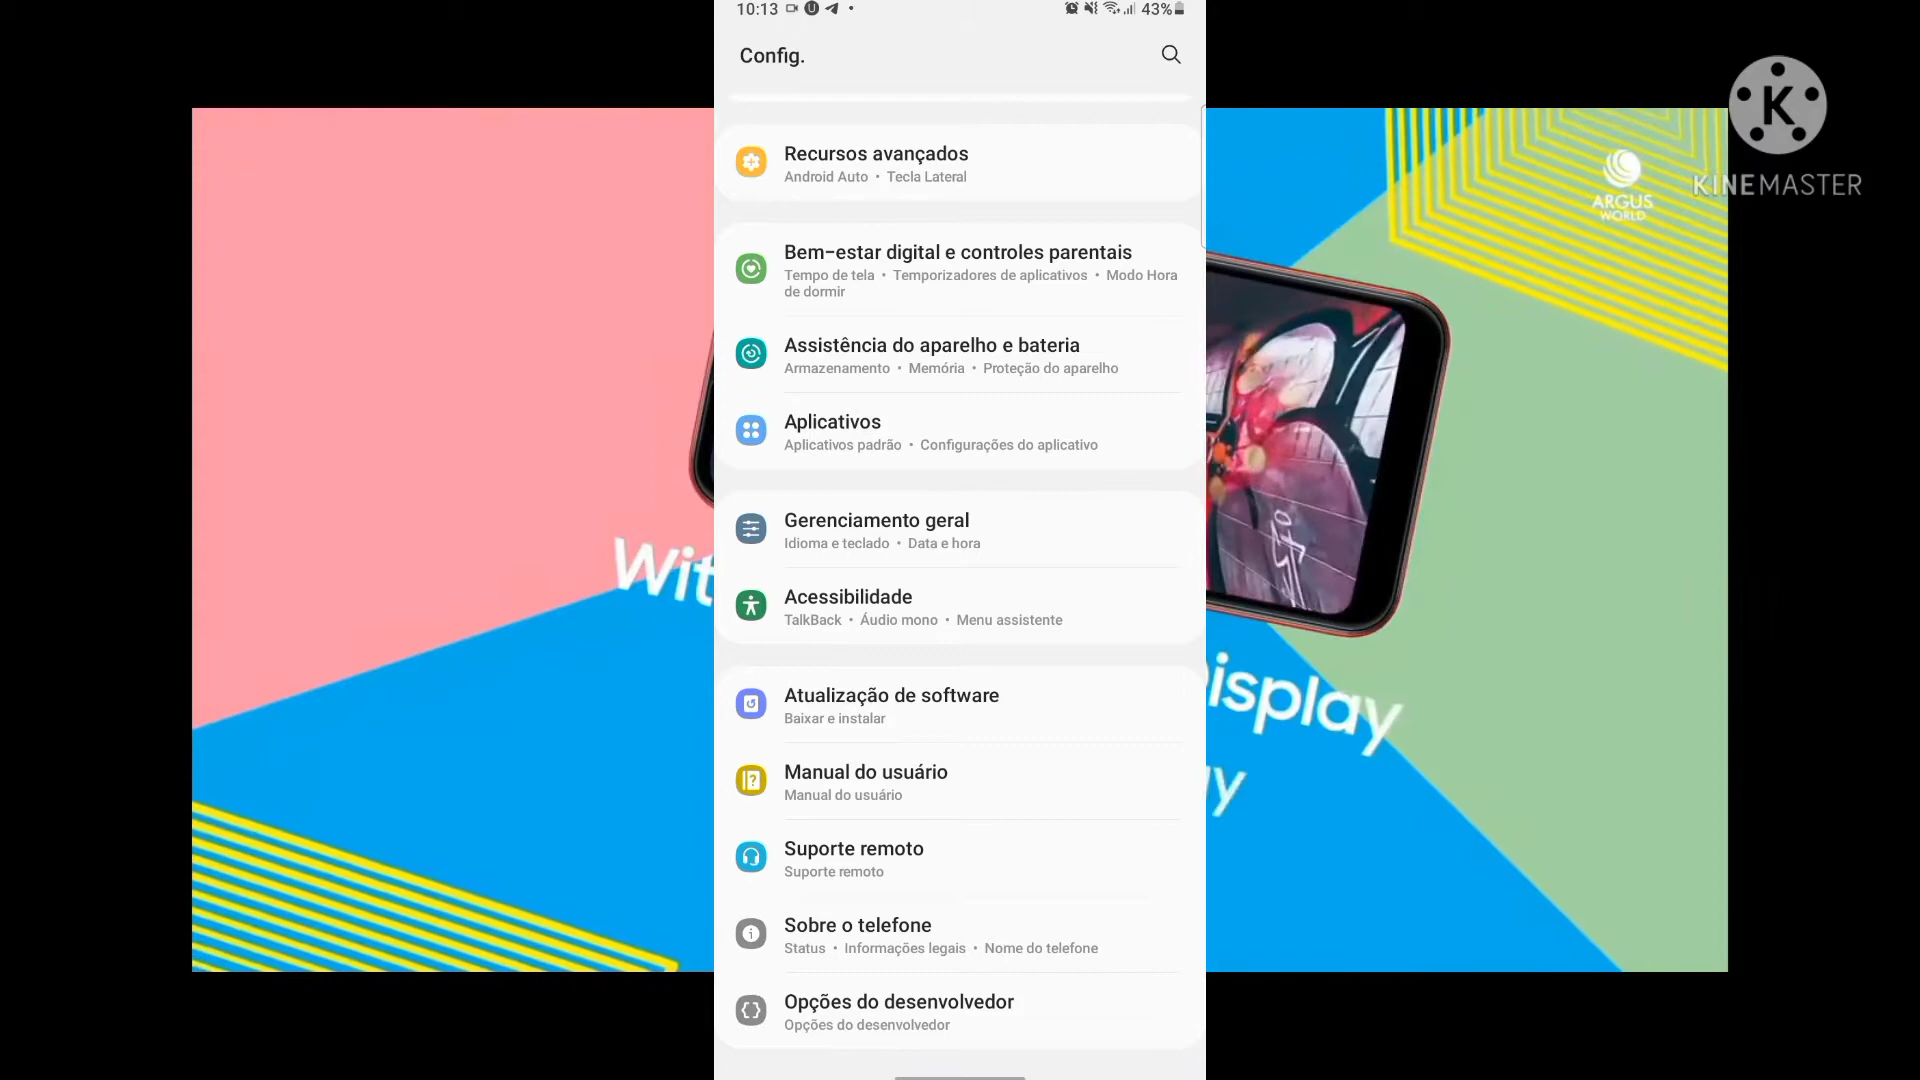 10:13
43%
Config.
Recursos avançados
Android Auto • Tecla Lateral
Bem-estar digital e controles parentais
Tempo de tela • Temporizadores de aplicativos • Modo Hora
de dormir
Assistência do aparelho e bateria
Armazenamento • Memória • Proteção do aparelho
Aplicativos
Aplicativos padrão • Configurações do aplicativo
Gerenciamento geral
Idioma e teclado • Data e hora
Acessibilidade
TalkBack • Áudio mono • Menu assistente
Atualização de software
Baixar e instalar
Manual do usuário
Manual do usuário
Suporte remoto
Suporte remoto
Sobre o telefone
Status • Informações legais • Nome do telefone
Opções do desenvolvedor
Opções do desenvolvedor
K
KINEMASTER
ARGUS
WORLD
Wit
isplay
y